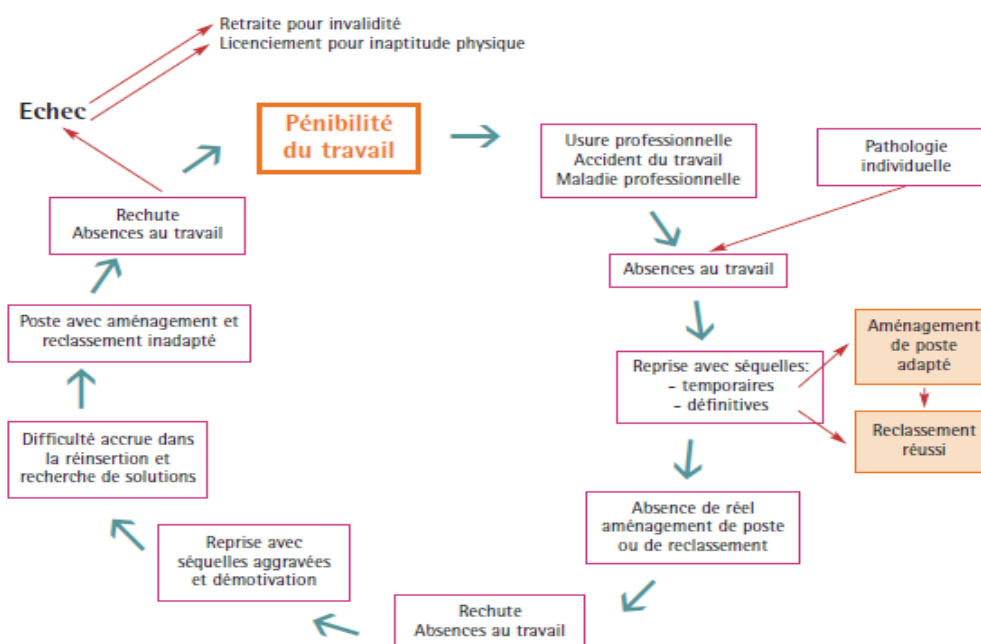 Retraite pour invalidité
Licenciement pour inaptitude physique
Echec
Pénibilité
du travail
Usure professionnelle
Accident du travail
Maladie professionnelle
Pathologie
individuelle
Rechute
Absences au travail
Absences au travail
Poste avec aménagement et
reclassement inadapté
Reprise avec séquelles:
- temporaires
- définitives
Aménagement
de poste
adapté
Reclassement
réussi
Difficulté accrue dans
la réinsertion et
recherche de solutions
Absence de réel
aménagement de poste
ou de reclassement
Reprise avec
séquelles aggravées
et démotivation
Rechute
Absences au travail